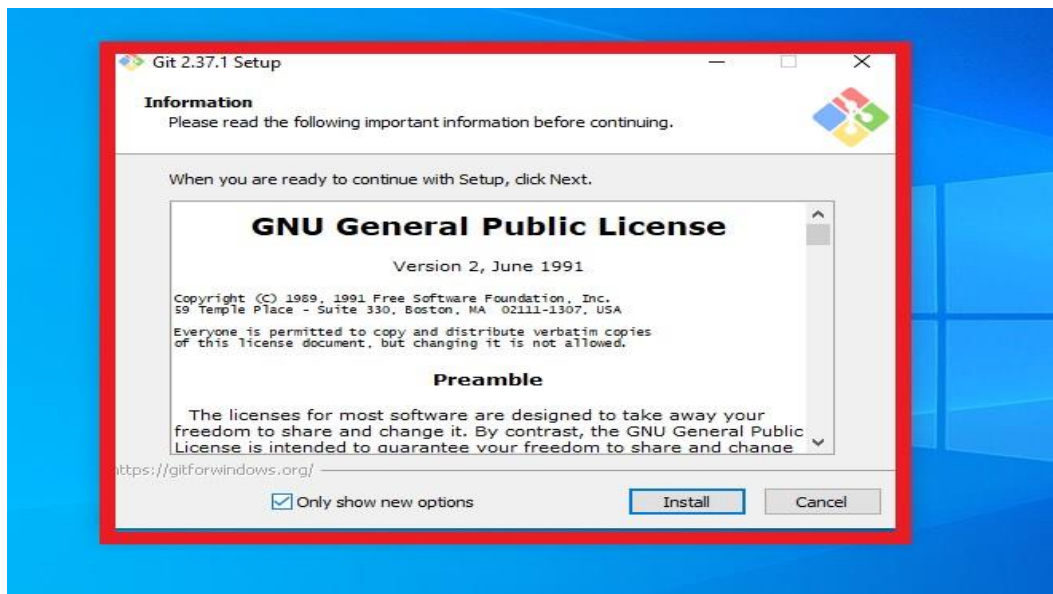 Git 2.37.1 Setup
Information
Please read the following important information before continuing.
When you are ready to continue with Setup, click Next.
GNU General Public License
Version 2, June 1991
Copyright (C) 1989, 1991 Free Software Foundation, Inc.
59 Temple Place - Suite 330, Boston, MA 02111-1307, USA
Everyone is permitted to copy and distribute verbatim copies
of this license document, but changing it is not allowed.
Preamble
The licenses for most software are designed to take away your
freedom to share and change it. By contrast, the GNU General Public
License is intended to guarantee your freedom to share and change
https://gitforwindows.org/
Only show new options
Install
Cancel